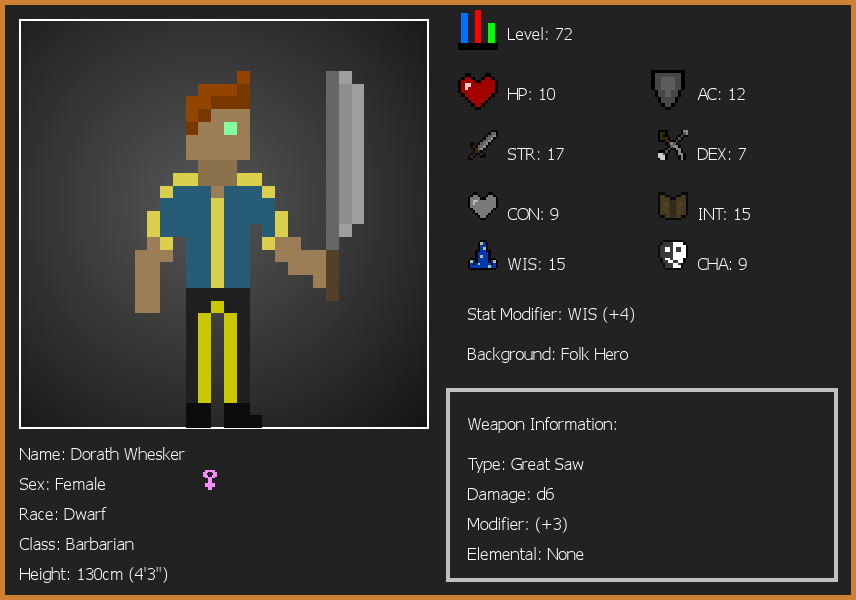 Level: 72
HP: 10
AC: 12
STR: 17
DEX: 7
CON: 9
INT: 15
WIS: 15
CHA: 9
Stat Modifier: WIS (+4)
Background: Folk Hero
Weapon Information:
Type: Great Saw
Damage: d6
Modifier: (+3)
Elemental: None
Name: Dorath Whesker
Sex: Female
Race: Dwarf
Class: Barbarian
Height: 130cm (4'3")